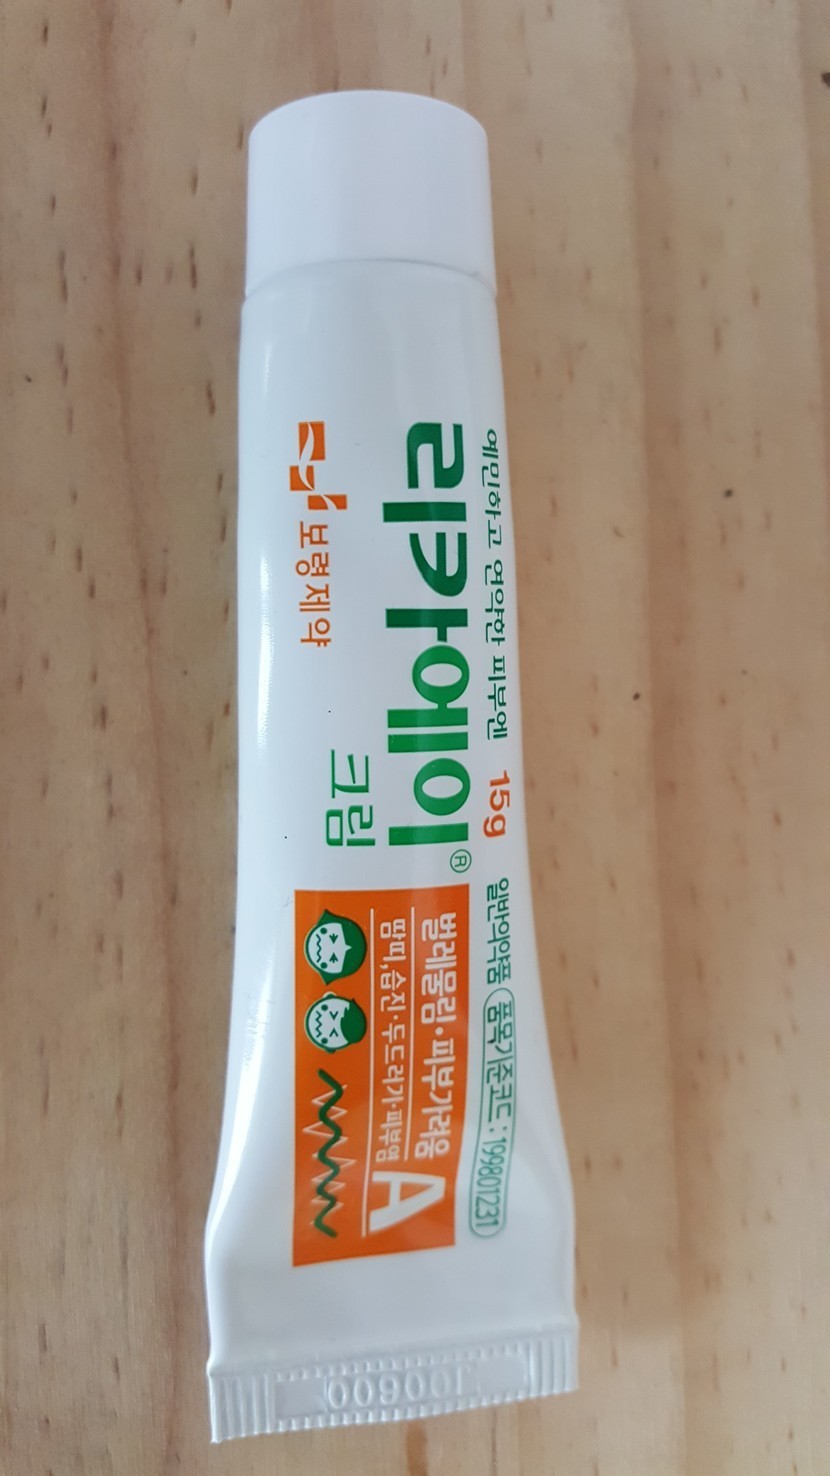 예민하고 연약한 피부엔 15g
일반의약품 품목기준코드:199801231
리카에이®
크림
보령제약
벌레물림·피부가려움
땀띠,습진·두드러기·피부염
A